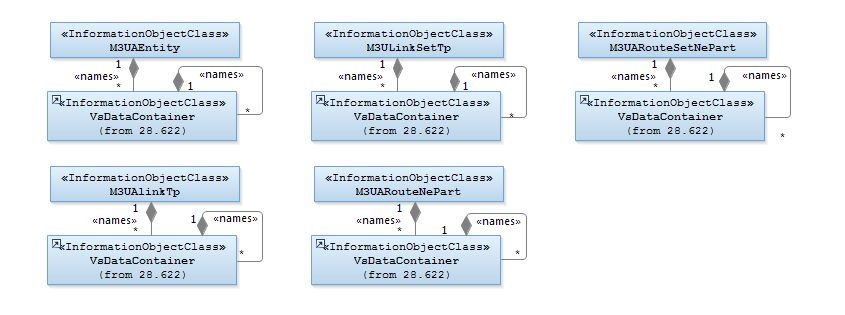 «InformationObjectClass»
M3UAEntity
1
«names»
*
«names»
1
*
«InformationObjectClass»
VsDataContainer
(from 28.622)
«InformationObjectClass»
M3ULinkSetTp
1
«names»
*
«names»
1
*
«InformationObjectClass»
VsDataContainer
(from 28.622)
«InformationObjectClass»
M3UARouteSetNePart
1
«names»
*
«names»
1
*
«InformationObjectClass»
VsDataContainer
(from 28.622)
«InformationObjectClass»
M3UAlinkTp
1
«names»
*
1
«names»
*
«InformationObjectClass»
VsDataContainer
(from 28.622)
«InformationObjectClass»
M3UARouteNePart
1
«names»
*
«names»
1
*
«InformationObjectClass»
VsDataContainer
(from 28.622)